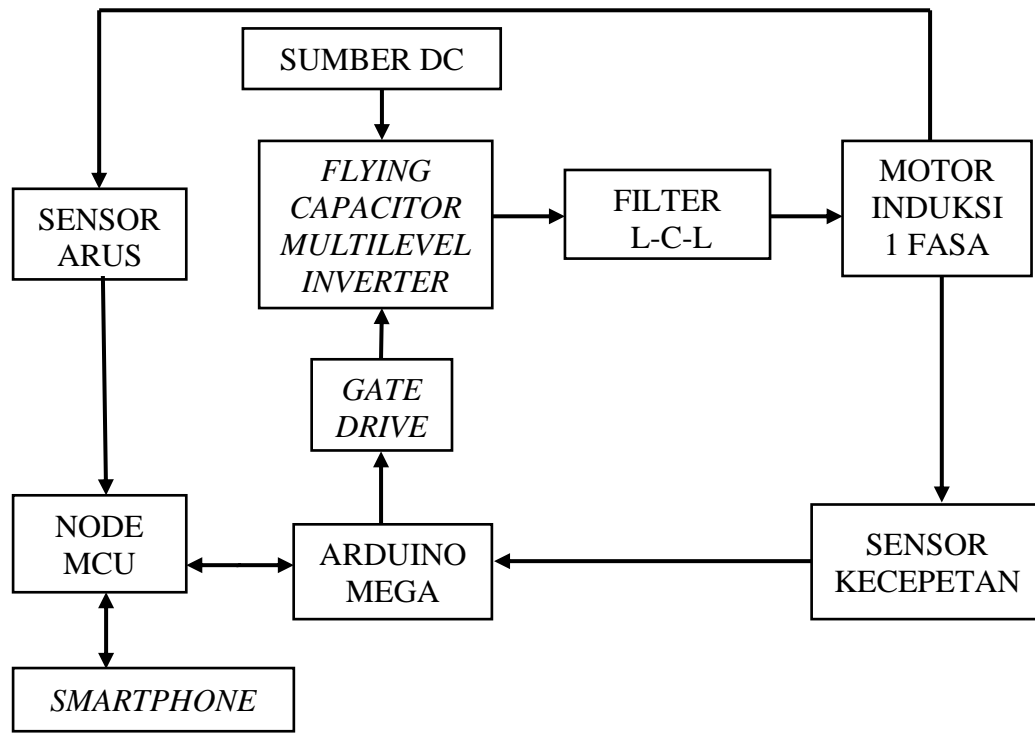 SUMBER DC
FLYING
CAPACITOR
MULTILEVEL
INVERTER
FILTER
L-C-L
MOTOR
INDUKSI
1 FASA
SENSOR
ARUS
GATE
DRIVE
NODE
MCU
ARDUINO
MEGA
SENSOR
KECEPETAN
SMARTPHONE